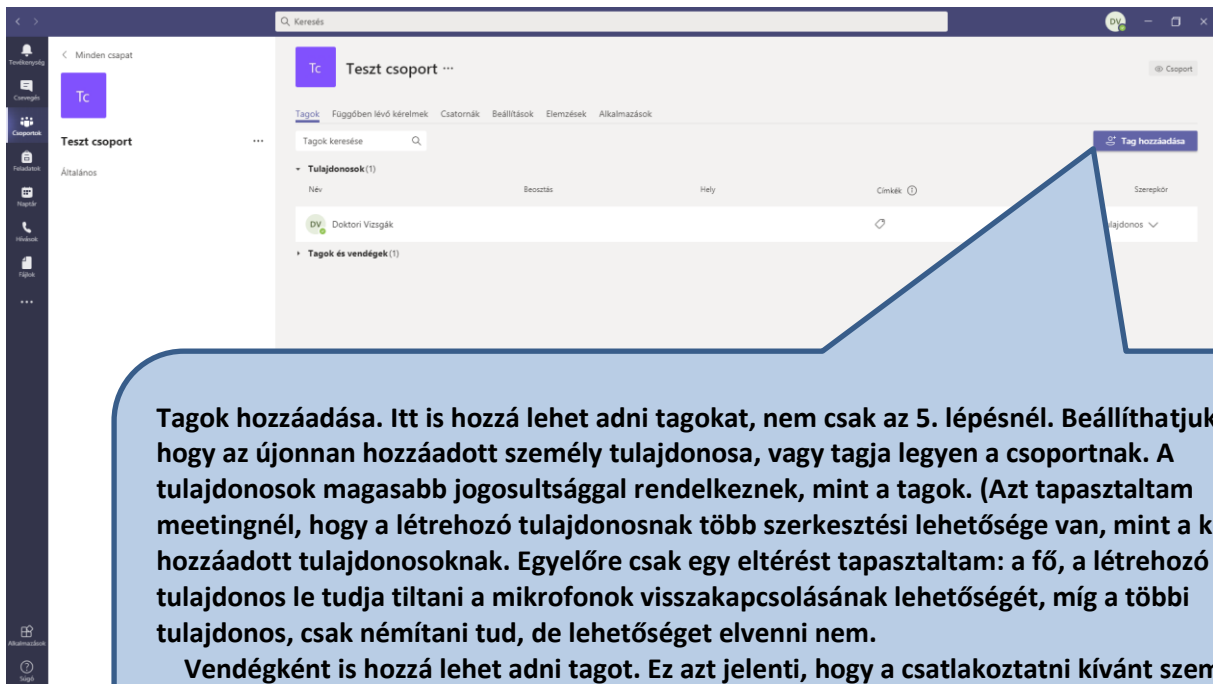 Keresés
DV
Tevékenység
Csevegés
Csoportok
Feladatok
Naptár
Hívások
Fájlok
Alkalmazások
Súgó
Minden csapat
Tc
Teszt csoport
Általános
Tc Teszt csoport
Csoport
Tagok Függőben lévő kérelmek Csatornák Beállítások Elemzések Alkalmazások
Tagok keresése
Tag hozzáadása
Tulajdonosok (1)
Név Beosztás Hely Címkék Szerepkör
DV Doktori Vizsgák
Tagok és vendégek (1)
Tagok hozzáadása. Itt is hozzá lehet adni tagokat, nem csak az 5. lépésnél. Beállíthatjuk
hogy az újonnan hozzáadott személy tulajdonosa, vagy tagja legyen a csoportnak. A
tulajdonosok magasabb jogosultsággal rendelkeznek, mint a tagok. (Azt tapasztaltam
meetingnél, hogy a létrehozó tulajdonosnak több szerkesztési lehetősége van, mint a
hozzáadott tulajdonosoknak. Egyelőre csak egy eltérést tapasztaltam: a fő, a létrehozó
tulajdonos le tudja tiltani a mikrofonok visszakapcsolásának lehetőségét, míg a többi
tulajdonos, csak némítani tud, de lehetőséget elvenni nem.
Vendégként is hozzá lehet adni tagot. Ez azt jelenti, hogy a csatlakoztatni kívánt